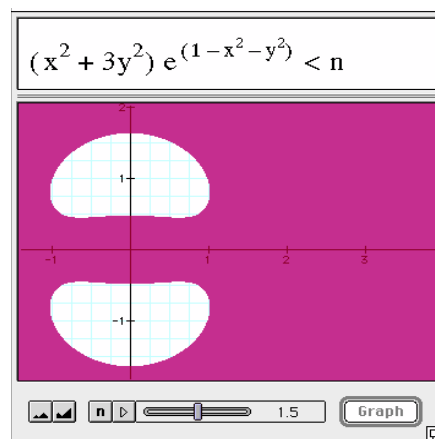 (x² + 3y²) e^(1 - x² - y²) < n
2
1
-1 1 2 3
-1
n 1.5 Graph